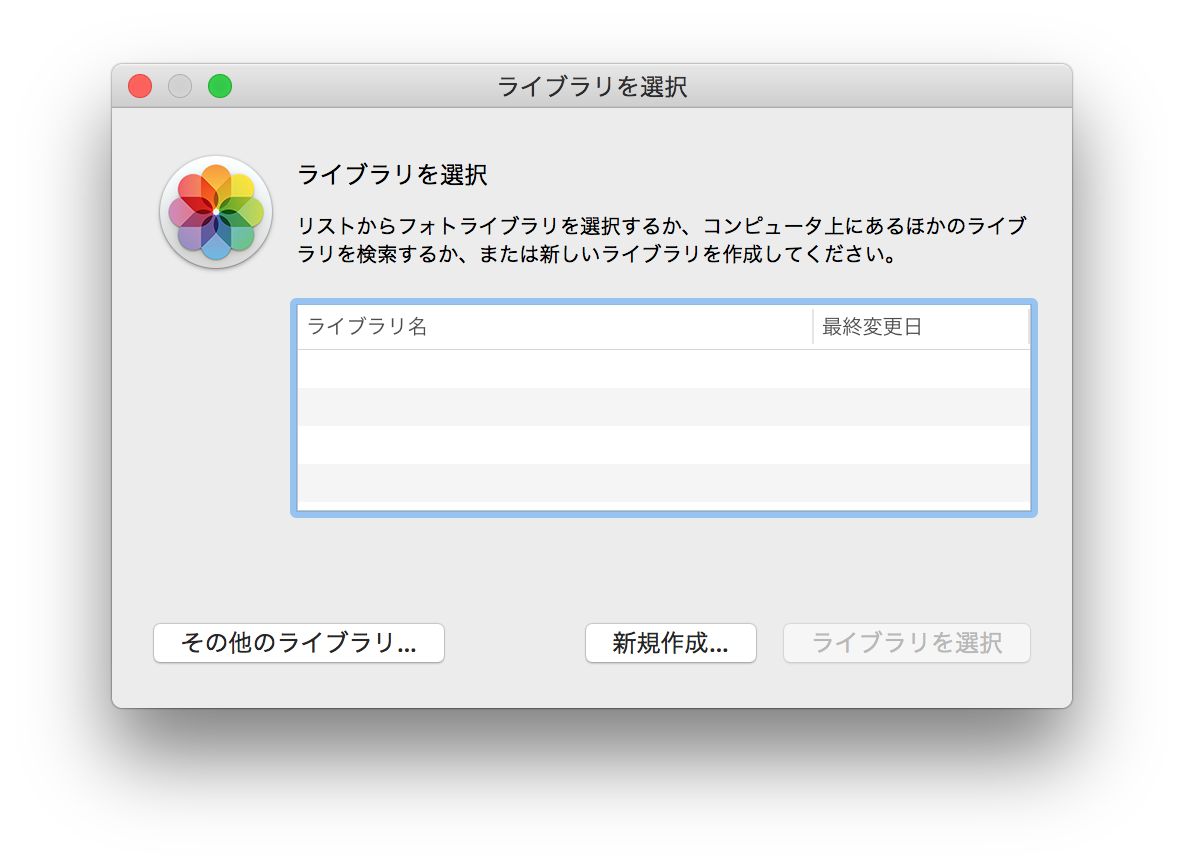 ライブラリを選択
ライブラリを選択
リストからフォトライブラリを選択するか、コンピュータ上にあるほかのライブ
ラリを検索するか、または新しいライブラリを作成してください。
ライブラリ名 最終変更日
その他のライブラリ... 新規作成... ライブラリを選択